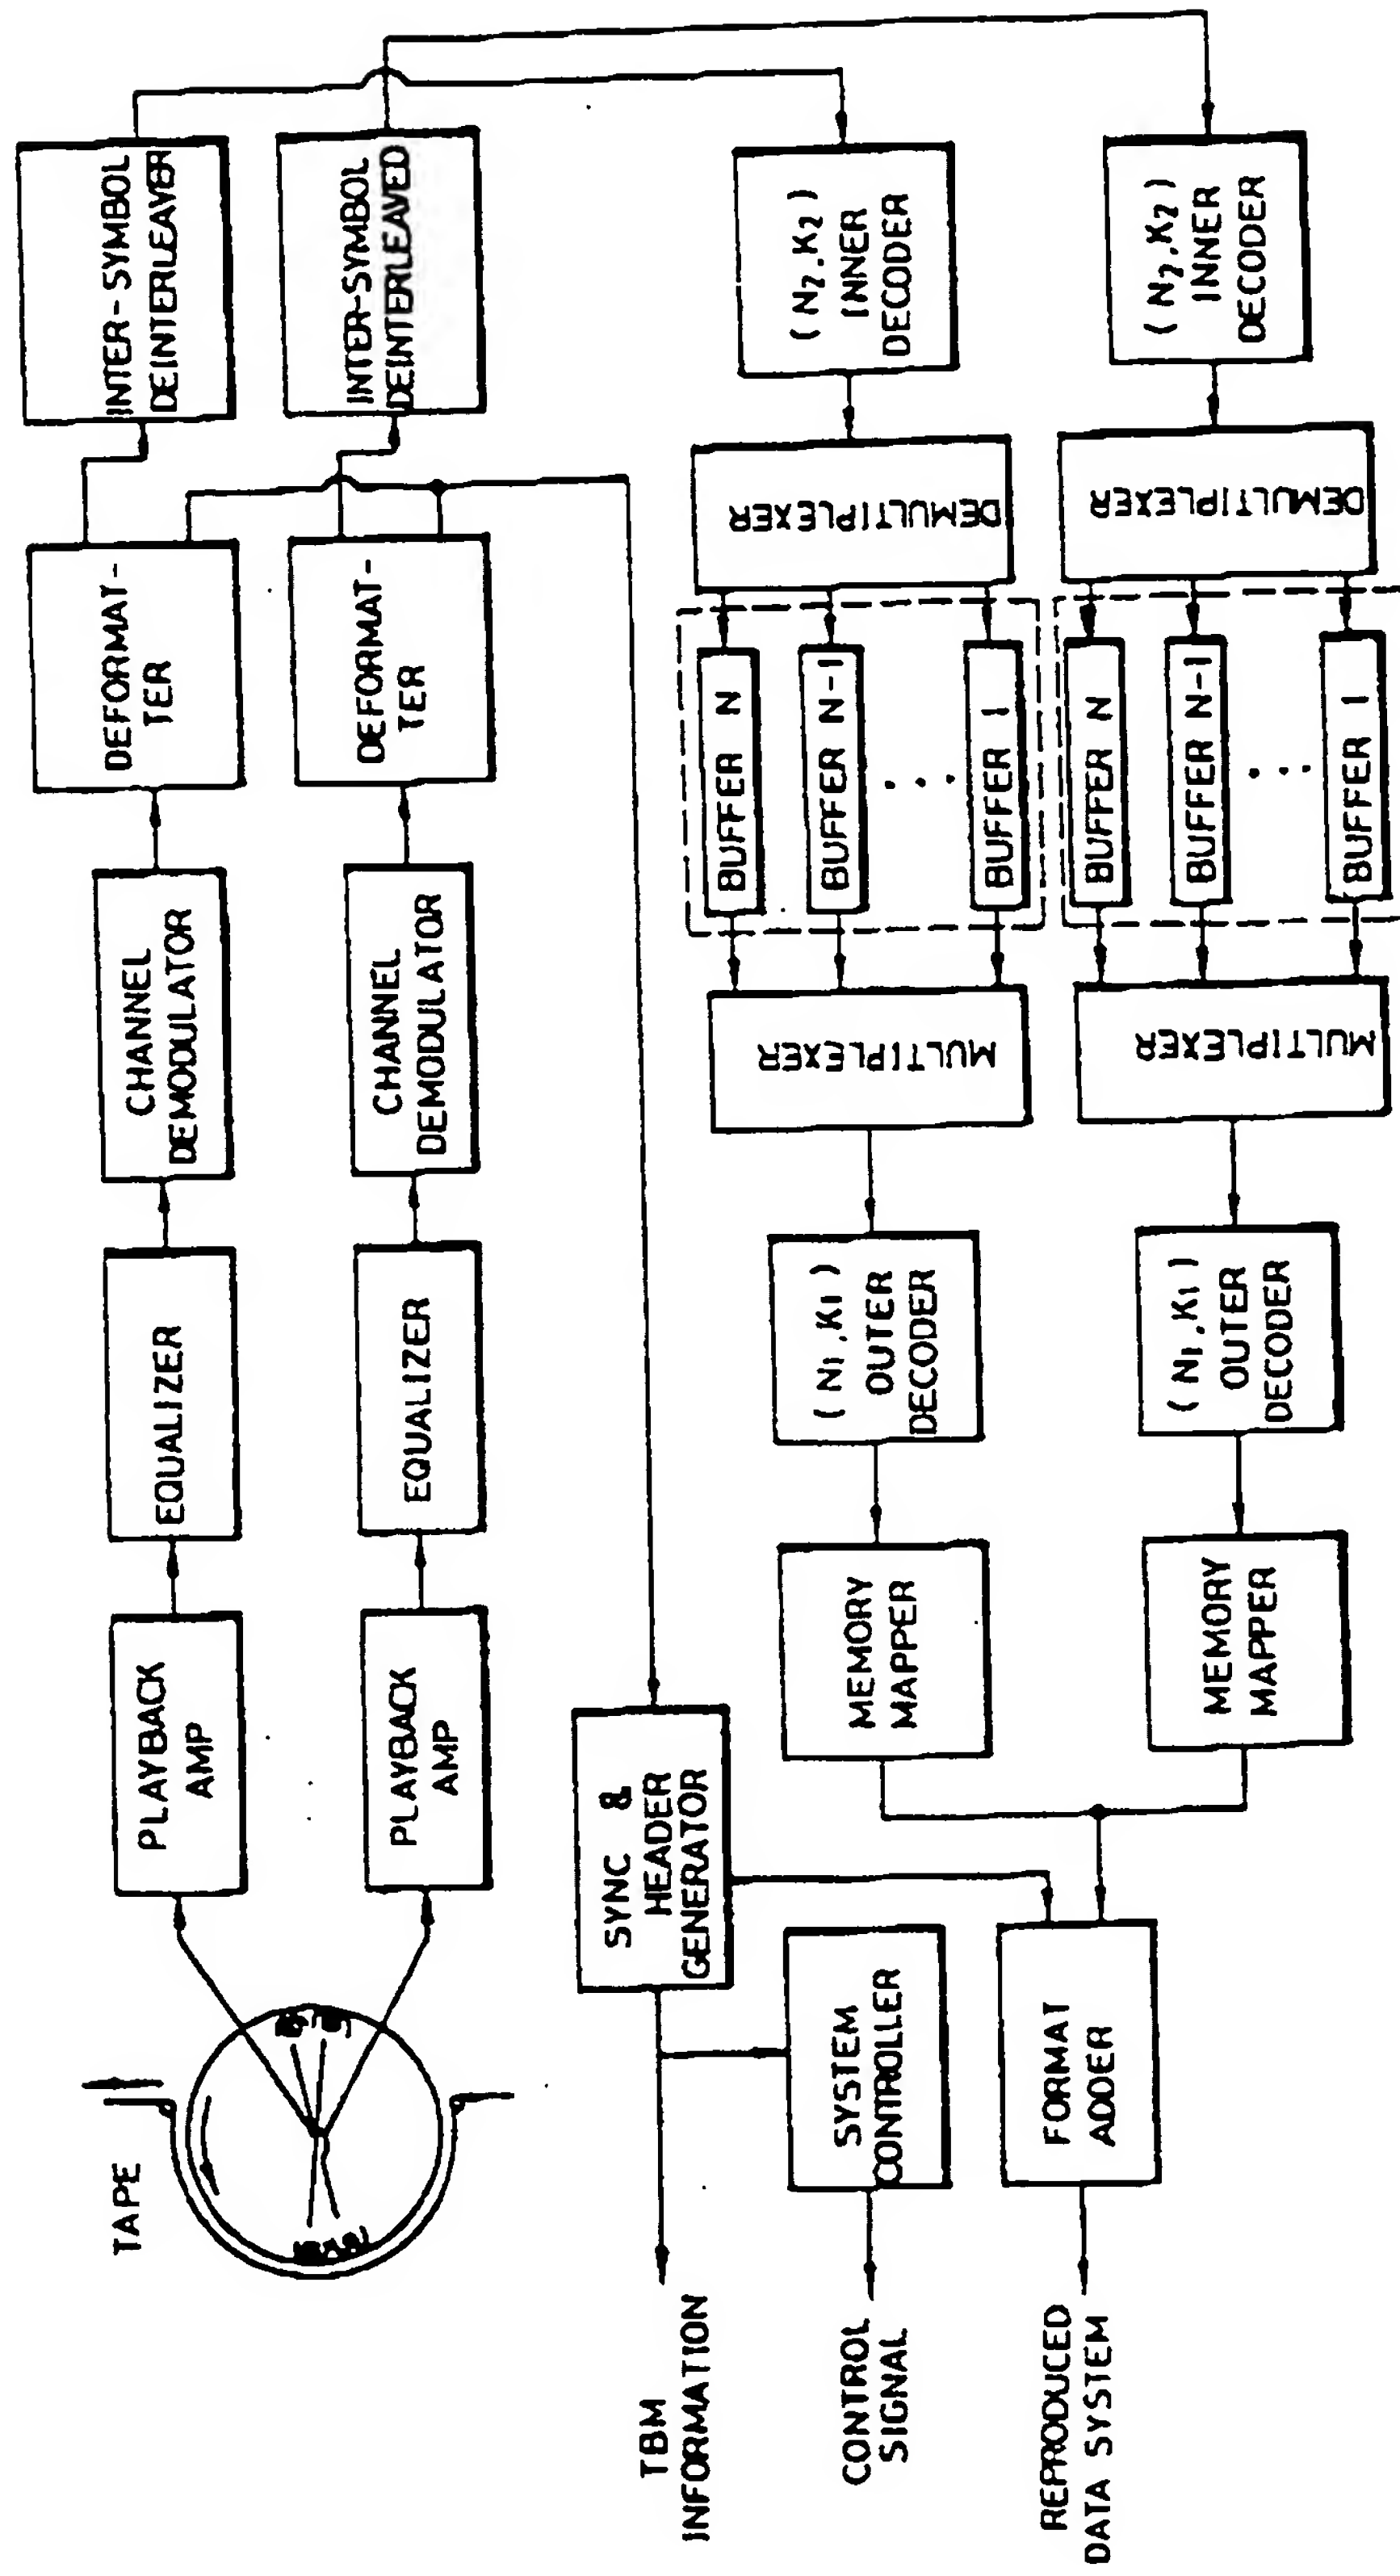 TAPE
PLAYBACK
AMP
EQUALIZER
CHANNEL
DEMODULATOR
DEFORMAT-
TER
INTER-SYMBOL
DEINTERLEAVER
PLAYBACK
AMP
EQUALIZER
CHANNEL
DEMODULATOR
DEFORMAT-
TER
INTER-SYMBOL
DEINTERLEAVED
TBM
INFORMATION
SYNC &
HEADER
GENERATOR
CONTROL
SIGNAL
SYSTEM
CONTROLLER
MEMORY
MAPPER
(N1,K1)
OUTER
DECODER
MULTIPLEXER
BUFFER N
BUFFER N-1
...
BUFFER 1
DEMULTIPLEXER
(N2,K2)
INNER
DECODER
REPRODUCED
DATA SYSTEM
FORMAT
ADDER
MEMORY
MAPPER
(N1,K1)
OUTER
DECODER
MULTIPLEXER
BUFFER N
BUFFER N-1
...
BUFFER 1
DEMULTIPLEXER
(N2,K2)
INNER
DECODER